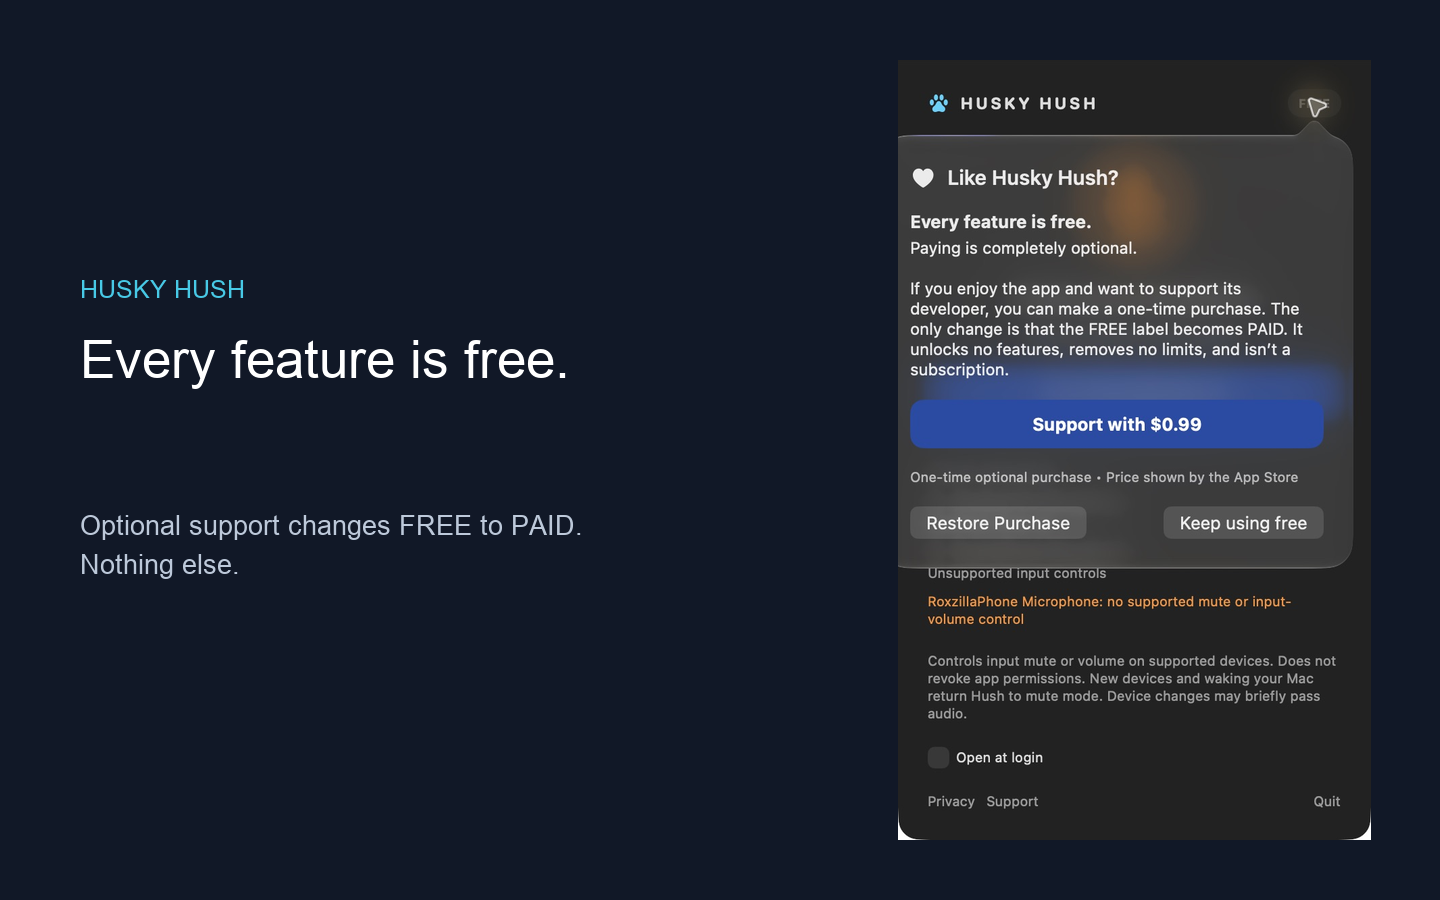 HUSKY HUSH
Every feature is free.
Optional support changes FREE to PAID.
Nothing else.
HUSKY HUSH
Like Husky Hush?
Every feature is free.
Paying is completely optional.
If you enjoy the app and want to support its
developer, you can make a one-time purchase. The
only change is that the FREE label becomes PAID. It
unlocks no features, removes no limits, and isn’t a
subscription.
Support with $0.99
One-time optional purchase • Price shown by the App Store
Restore Purchase
Keep using free
Unsupported input controls
RoxzillaPhone Microphone: no supported mute or input-
volume control
Controls input mute or volume on supported devices. Does not
revoke app permissions. New devices and waking your Mac
return Hush to mute mode. Device changes may briefly pass
audio.
Open at login
Privacy Support
Quit